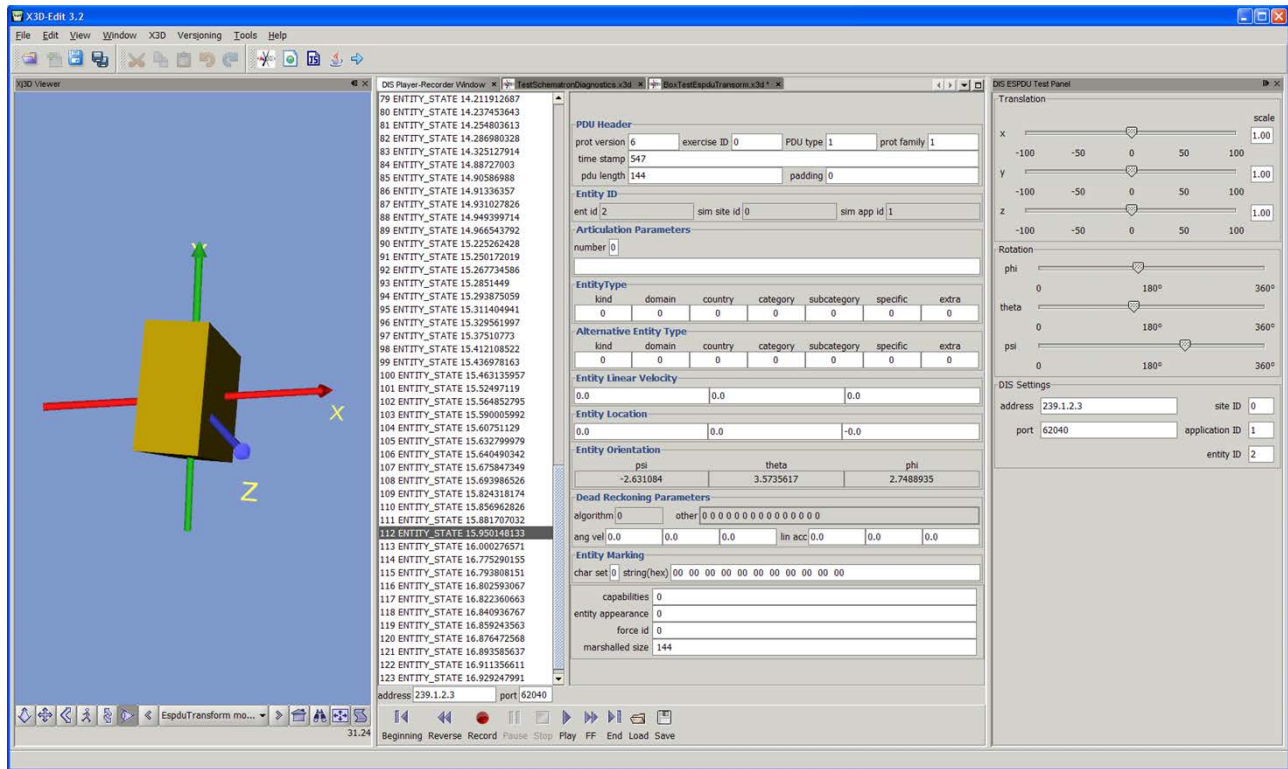 X3D-Edit 3.2
File Edit View Window X3D Versioning Tools Help
Xj3D Viewer
Y
X
Z
EspduTransform mo...
31.24
DIS Player-Recorder Window TestSchematronDiagnostics.x3d BoxTestEspduTransorm.x3d *
79 ENTITY_STATE 14.211912687
80 ENTITY_STATE 14.237453643
81 ENTITY_STATE 14.254803613
82 ENTITY_STATE 14.286980328
83 ENTITY_STATE 14.325127914
84 ENTITY_STATE 14.88727003
85 ENTITY_STATE 14.90586988
86 ENTITY_STATE 14.91336357
87 ENTITY_STATE 14.931027826
88 ENTITY_STATE 14.949399714
89 ENTITY_STATE 14.966543792
90 ENTITY_STATE 15.225262428
91 ENTITY_STATE 15.250172019
92 ENTITY_STATE 15.267734586
93 ENTITY_STATE 15.2851449
94 ENTITY_STATE 15.293875059
95 ENTITY_STATE 15.311404941
96 ENTITY_STATE 15.329561997
97 ENTITY_STATE 15.37510773
98 ENTITY_STATE 15.412108522
99 ENTITY_STATE 15.436978163
100 ENTITY_STATE 15.463135957
101 ENTITY_STATE 15.52497119
102 ENTITY_STATE 15.564852795
103 ENTITY_STATE 15.590005992
104 ENTITY_STATE 15.60751129
105 ENTITY_STATE 15.632799979
106 ENTITY_STATE 15.640490342
107 ENTITY_STATE 15.675847349
108 ENTITY_STATE 15.693986526
109 ENTITY_STATE 15.824318174
110 ENTITY_STATE 15.856962826
111 ENTITY_STATE 15.881707032
112 ENTITY_STATE 15.950148133
113 ENTITY_STATE 16.000276571
114 ENTITY_STATE 16.775290155
115 ENTITY_STATE 16.793808151
116 ENTITY_STATE 16.802593067
117 ENTITY_STATE 16.822360663
118 ENTITY_STATE 16.840936767
119 ENTITY_STATE 16.859243563
120 ENTITY_STATE 16.876472568
121 ENTITY_STATE 16.893585637
122 ENTITY_STATE 16.911356611
123 ENTITY_STATE 16.929247991
address 239.1.2.3 port 62040
Beginning Reverse Record Pause Stop Play FF End Load Save
PDU Header
prot version 6 exercise ID 0 PDU type 1 prot family 1
time stamp 547
pdu length 144 padding 0
Entity ID
ent id 2 sim site id 0 sim app id 1
Articulation Parameters
number 0
EntityType
kind domain country category subcategory specific extra
0 0 0 0 0 0 0
Alternative Entity Type
kind domain country category subcategory specific extra
0 0 0 0 0 0 0
Entity Linear Velocity
0.0 0.0 0.0
Entity Location
0.0 0.0 -0.0
Entity Orientation
psi theta phi
-2.631084 3.5735617 2.7488935
Dead Reckoning Parameters
algorithm 0 other 0 0 0 0 0 0 0 0 0 0 0 0 0 0 0
ang vel 0.0 0.0 0.0 lin acc 0.0 0.0 0.0
Entity Marking
char set 0 string(hex) 00 00 00 00 00 00 00 00 00 00 00
capabilities 0
entity appearance 0
force id 0
marshalled size 144
DIS ESPDU Test Panel
Translation
scale
x 1.00
-100 -50 0 50 100
y 1.00
-100 -50 0 50 100
z 1.00
-100 -50 0 50 100
Rotation
phi
0 180° 360°
theta
0 180° 360°
psi
0 180° 360°
DIS Settings
address 239.1.2.3 site ID 0
port 62040 application ID 1
entity ID 2